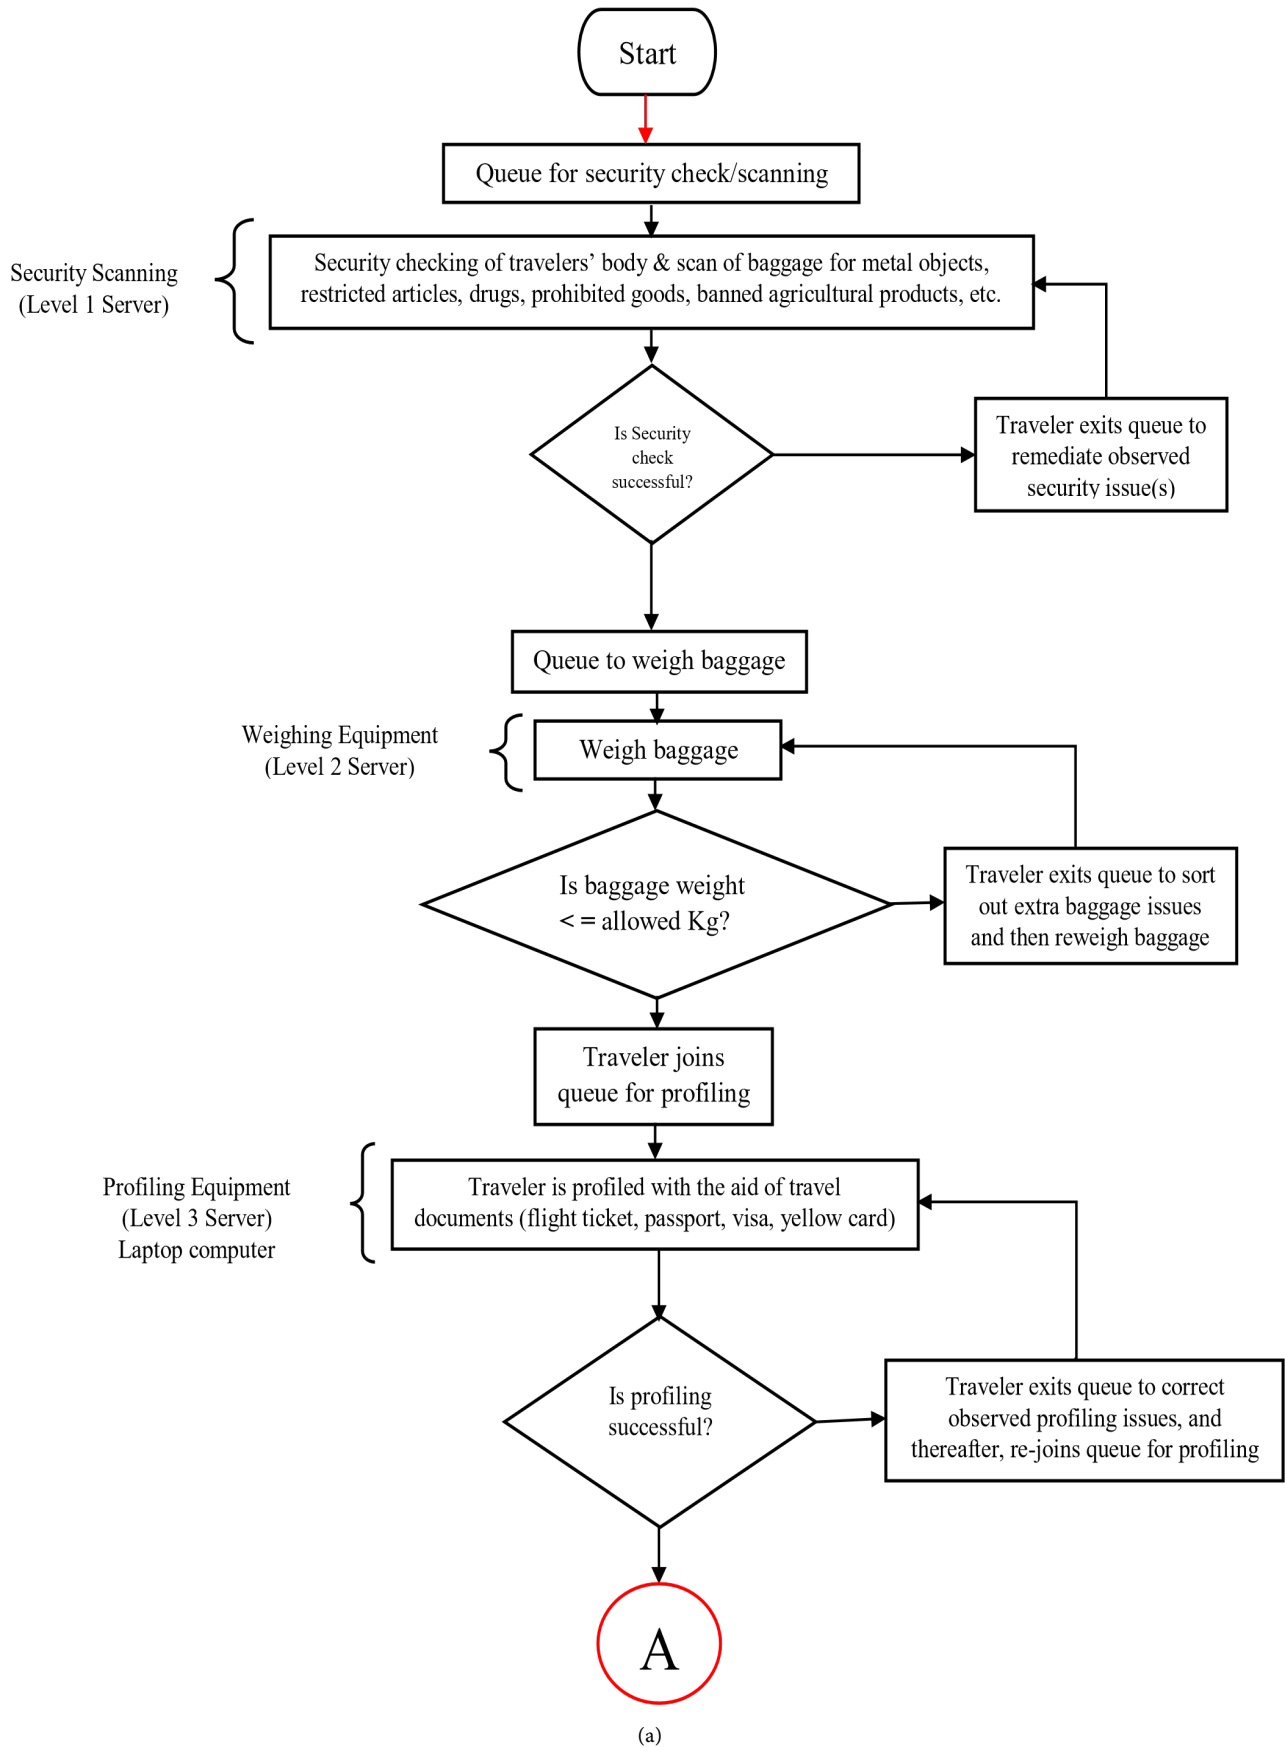 Start
Queue for security check/scanning
Security Scanning
(Level 1 Server)
Security checking of travelers’ body & scan of baggage for metal objects,
restricted articles, drugs, prohibited goods, banned agricultural products, etc.
Is Security
check
successful?
Traveler exits queue to
remediate observed
security issue(s)
Queue to weigh baggage
Weighing Equipment
(Level 2 Server)
Weigh baggage
Is baggage weight
< = allowed Kg?
Traveler exits queue to sort
out extra baggage issues
and then reweigh baggage
Traveler joins
queue for profiling
Profiling Equipment
(Level 3 Server)
Laptop computer
Traveler is profiled with the aid of travel
documents (flight ticket, passport, visa, yellow card)
Is profiling
successful?
Traveler exits queue to correct
observed profiling issues, and
thereafter, re-joins queue for profiling
A
(a)